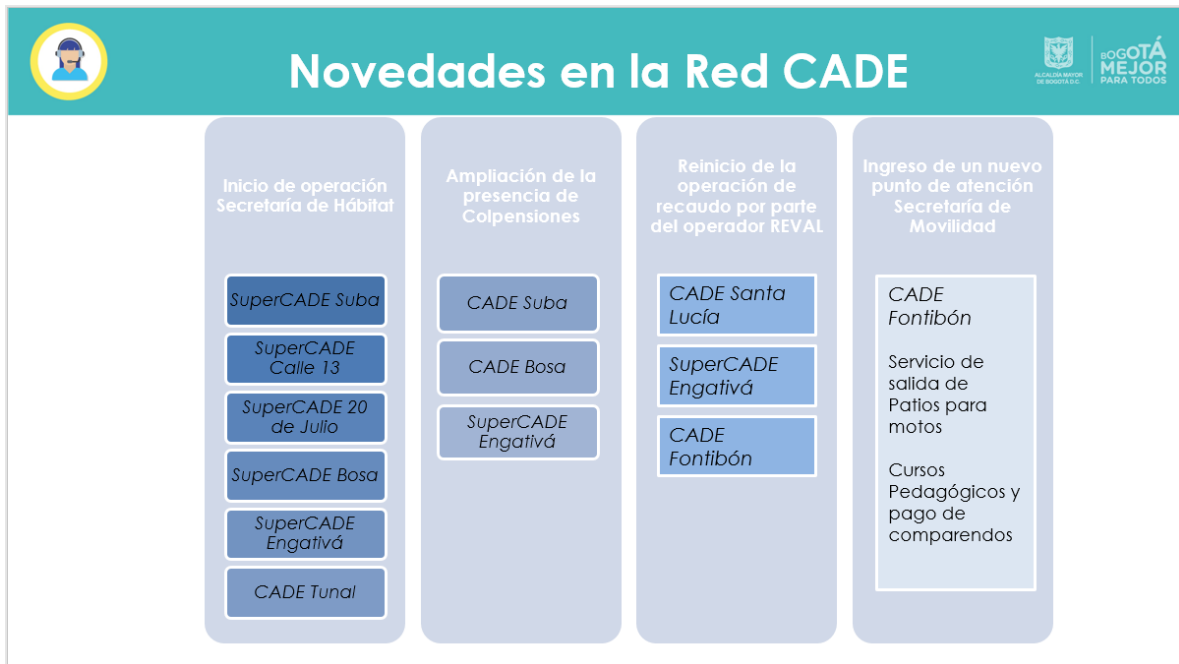 Novedades en la Red CADE
ALCALDÍA MAYOR
DE BOGOTÁ D.C.
BOGOTÁ
MEJOR
PARA TODOS
Inicio de operación
Secretaría de Hábitat
SuperCADE Suba
SuperCADE
Calle 13
SuperCADE 20
de Julio
SuperCADE Bosa
SuperCADE
Engativá
CADE Tunal
Ampliación de la
presencia de
Colpensiones
CADE Suba
CADE Bosa
SuperCADE
Engativá
Reinicio de la
operación de
recaudo por parte
del operador REVAL
CADE Santa
Lucía
SuperCADE
Engativá
CADE
Fontibón
Ingreso de un nuevo
punto de atención
Secretaría de
Movilidad
CADE
Fontibón
Servicio de
salida de
Patios para
motos
Cursos
Pedagógicos y
pago de
comparendos